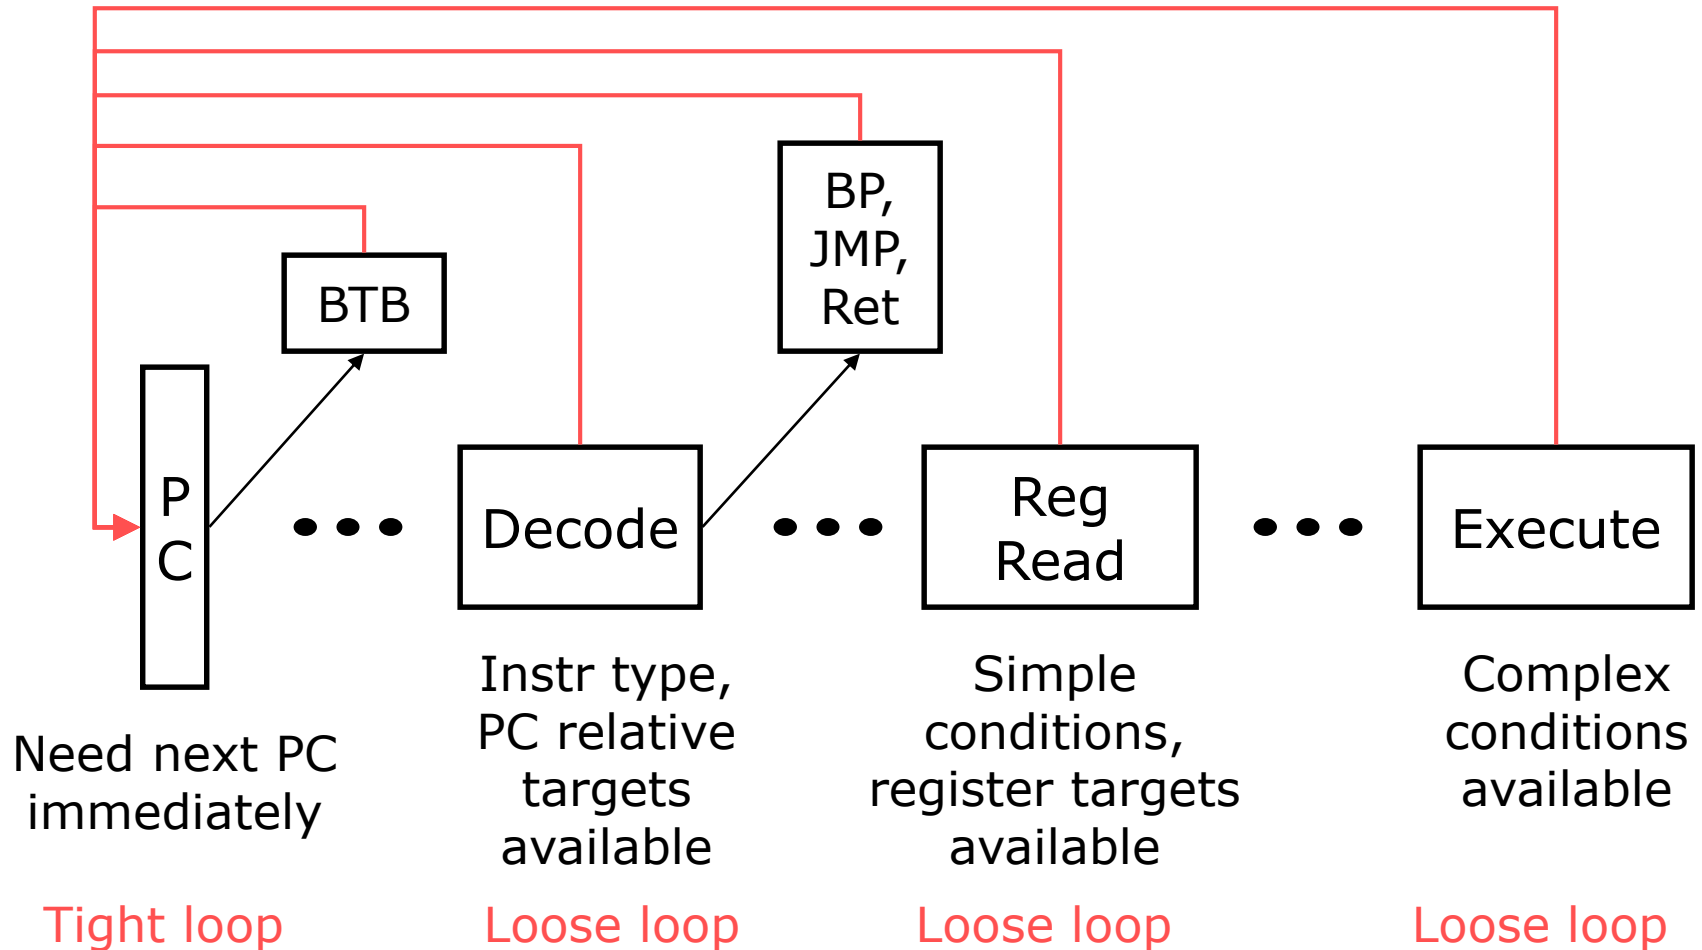 BP,
JMP,
Ret
BTB
P
C
Decode
Reg
Read
Execute
Need next PC
immediately
Instr type,
PC relative
targets
available
Simple
conditions,
register targets
available
Complex
conditions
available
Tight loop
Loose loop
Loose loop
Loose loop